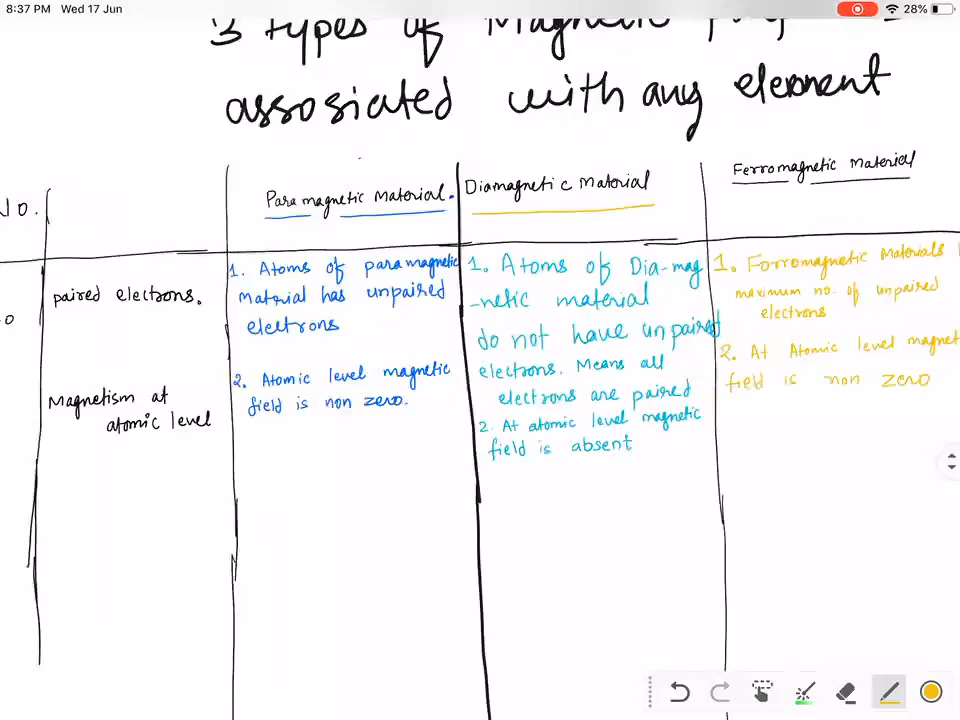 8:37 PM Wed 17 Jun
28%
3 types of Magnetic
assosiated with any element
No.
Paramagnetic Material.
Diamagnetic Material
Ferromagnetic Material
paired electrons.
1. Atoms of paramagnetic
Material has unpaired
electrons
1. Atoms of Dia-mag
-netic material
do not have unpaired
electrons. Means all
electrons are paired
1. Forromagnetic Materials
maximum no. of unpaired
electrons
Magnetism at
atomic level
2. Atomic level magnetic
field is non zero.
2. At atomic level magnetic
field is absent
2. At Atomic level magnet
field is non zero